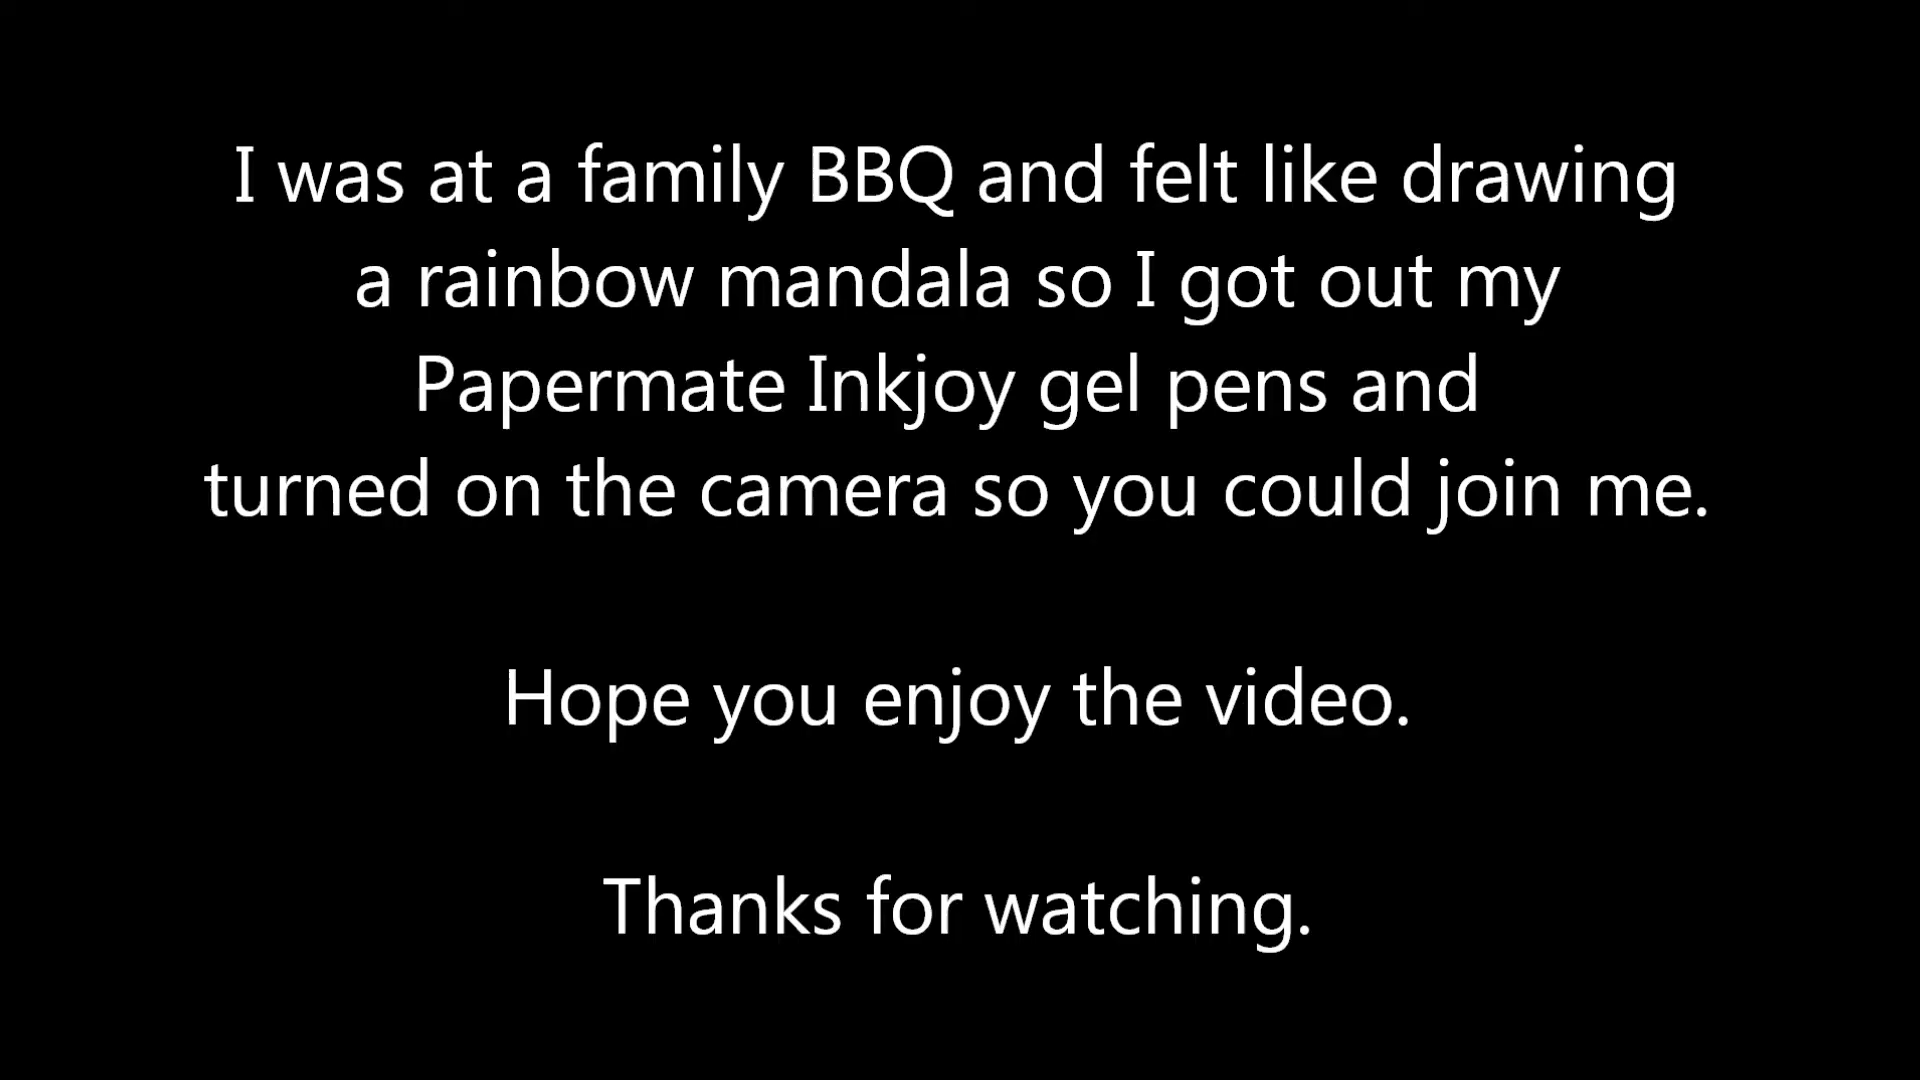 I was at a family BBQ and felt like drawing
a rainbow mandala so I got out my
Papermate Inkjoy gel pens and
turned on the camera so you could join me.
Hope you enjoy the video.
Thanks for watching.